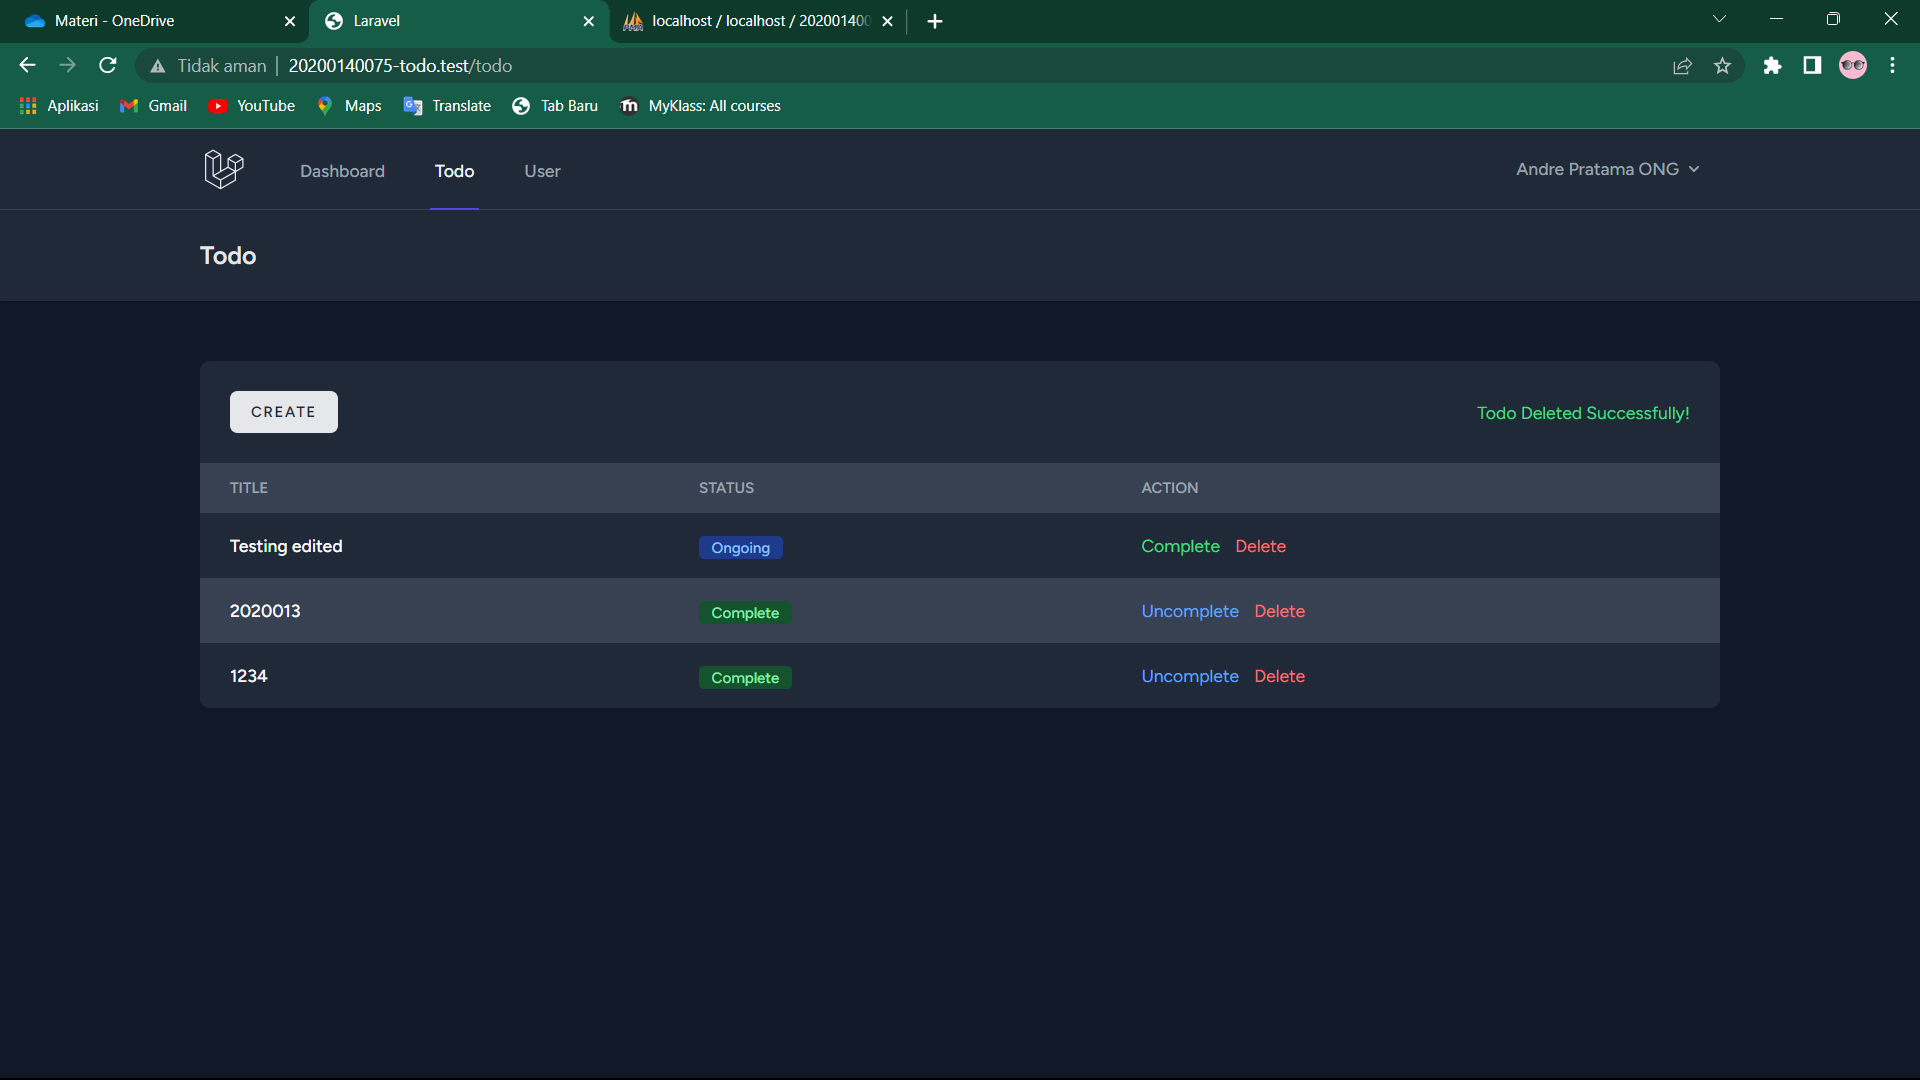 Materi - OneDrive
Laravel
localhost / localhost / 20200140
Tidak aman
20200140075-todo.test/todo
Aplikasi
Gmail
YouTube
Maps
Translate
Tab Baru
MyKlass: All courses
Dashboard
Todo
User
Andre Pratama ONG
Todo
CREATE
Todo Deleted Successfully!
TITLE STATUS ACTION
Testing edited Ongoing Complete Delete
2020013 Complete Uncomplete Delete
1234 Complete Uncomplete Delete